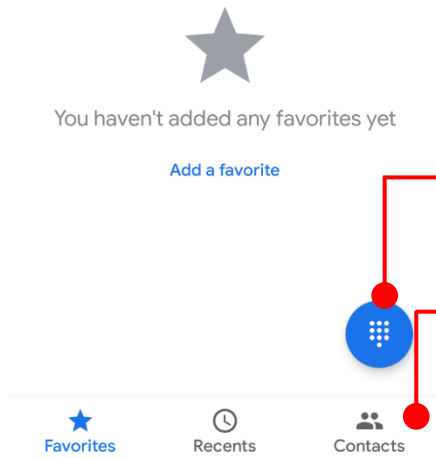 You haven't added any favorites yet
Add a favorite
Favorites Recents Contacts